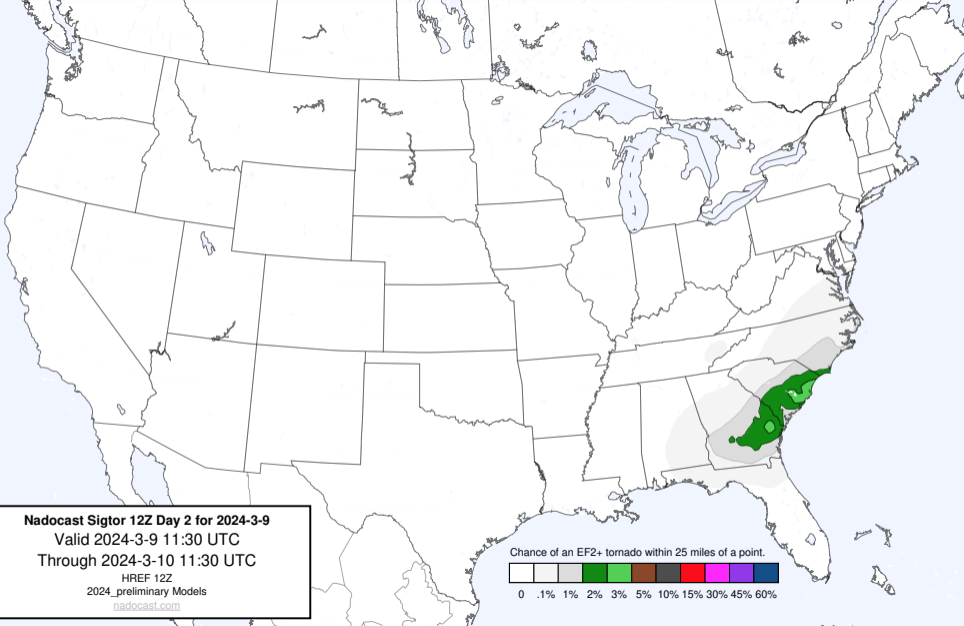 Nadocast Sigtor 12Z Day 2 for 2024-3-9
Valid 2024-3-9 11:30 UTC
Through 2024-3-10 11:30 UTC
HREF 12Z
2024_preliminary Models
nadocast.com
Chance of an EF2+ tornado within 25 miles of a point.
0 .1% 1% 2% 3% 5% 10% 15% 30% 45% 60%